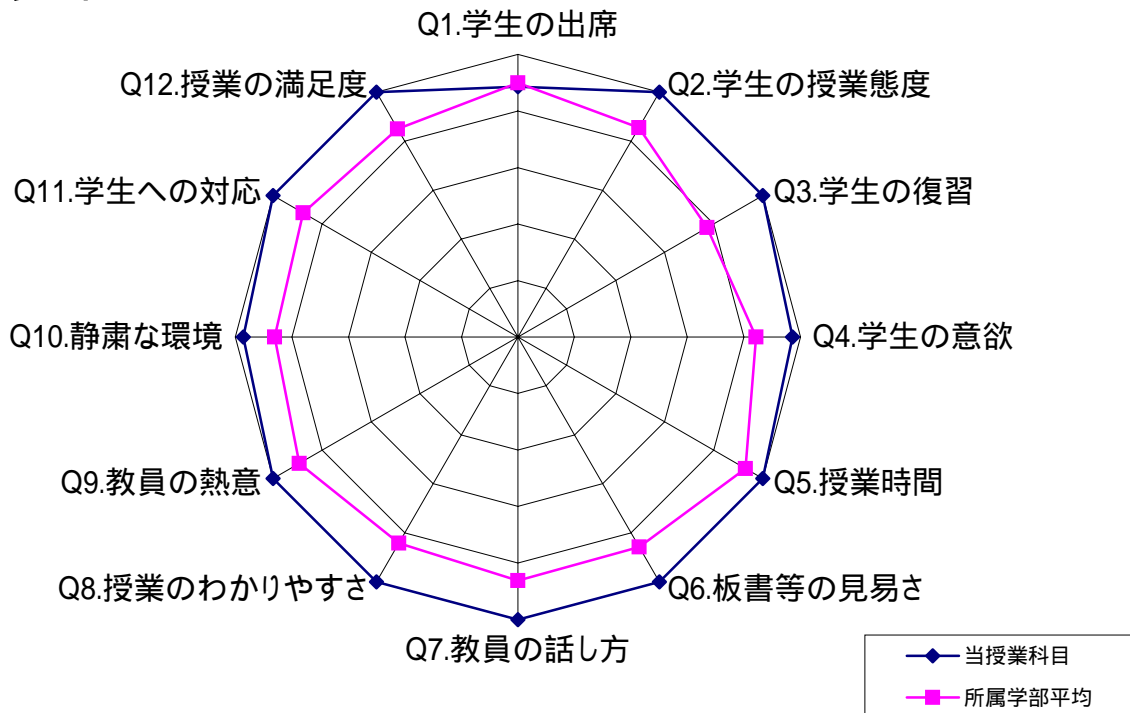 Q1.学生の出席
Q2.学生の授業態度
Q3.学生の復習
Q4.学生の意欲
Q5.授業時間
Q6.板書等の見易さ
Q7.教員の話し方
Q8.授業のわかりやすさ
Q9.教員の熱意
Q10.静粛な環境
Q11.学生への対応
Q12.授業の満足度
当授業科目
所属学部平均